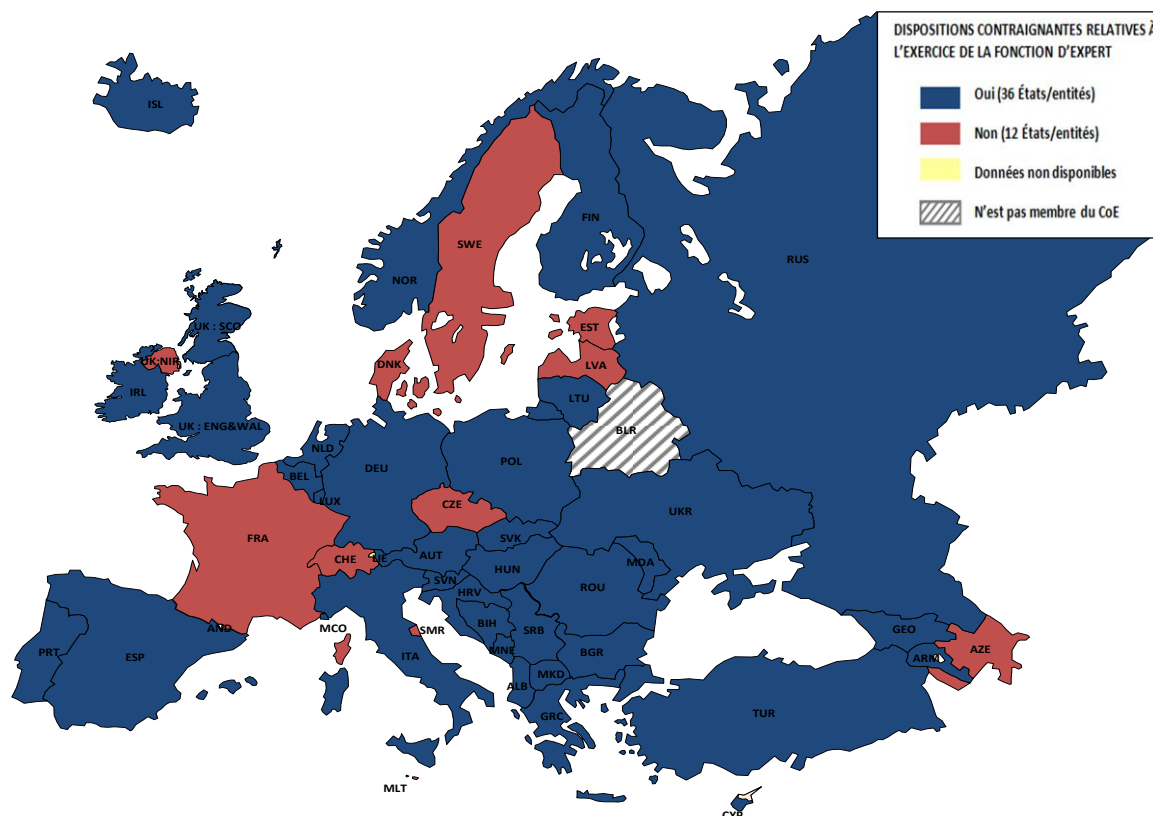 DISPOSITIONS CONTRAIGNANTES RELATIVES À
L'EXERCICE DE LA FONCTION D'EXPERT
Oui (36 États/entités)
Non (12 États/entités)
Données non disponibles
N'est pas membre du CoE
ISL
FIN
SWE
RUS
NOR
UK : SCO
EST
UK:NIR
DNK
LVA
IRL
LTU
UK : ENG&WAL
BLR
NLD
DEU
POL
BEL
LUX
CZE
UKR
FRA
SVK
CHE
LIE
AUT
MDA
HUN
SVN
ROU
HRV
AND
MCO
SMR
BIH
SRB
GEO
PRT
ESP
ITA
MNE
BGR
ARM
AZE
MKD
ALB
TUR
GRC
MLT
CYP